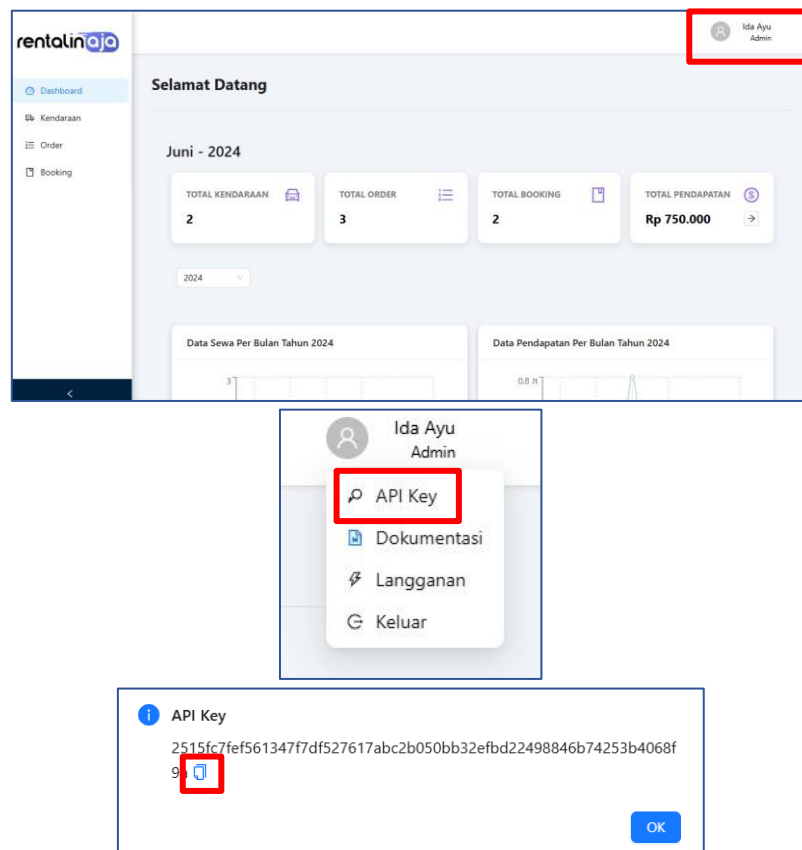 rentalinaja
Ida Ayu
Admin
Dashboard
Kendaraan
Order
Booking
Selamat Datang
Juni - 2024
TOTAL KENDARAAN
2
TOTAL ORDER
3
TOTAL BOOKING
2
TOTAL PENDAPATAN
Rp 750.000
2024
Data Sewa Per Bulan Tahun 2024
3
Data Pendapatan Per Bulan Tahun 2024
0.8 Jt
Ida Ayu
Admin
API Key
Dokumentasi
Langganan
Keluar
API Key
2515fc7fef561347f7df527617abc2b050bb32efbd22498846b74253b4068f
OK